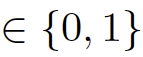 ∈ {0, 1}